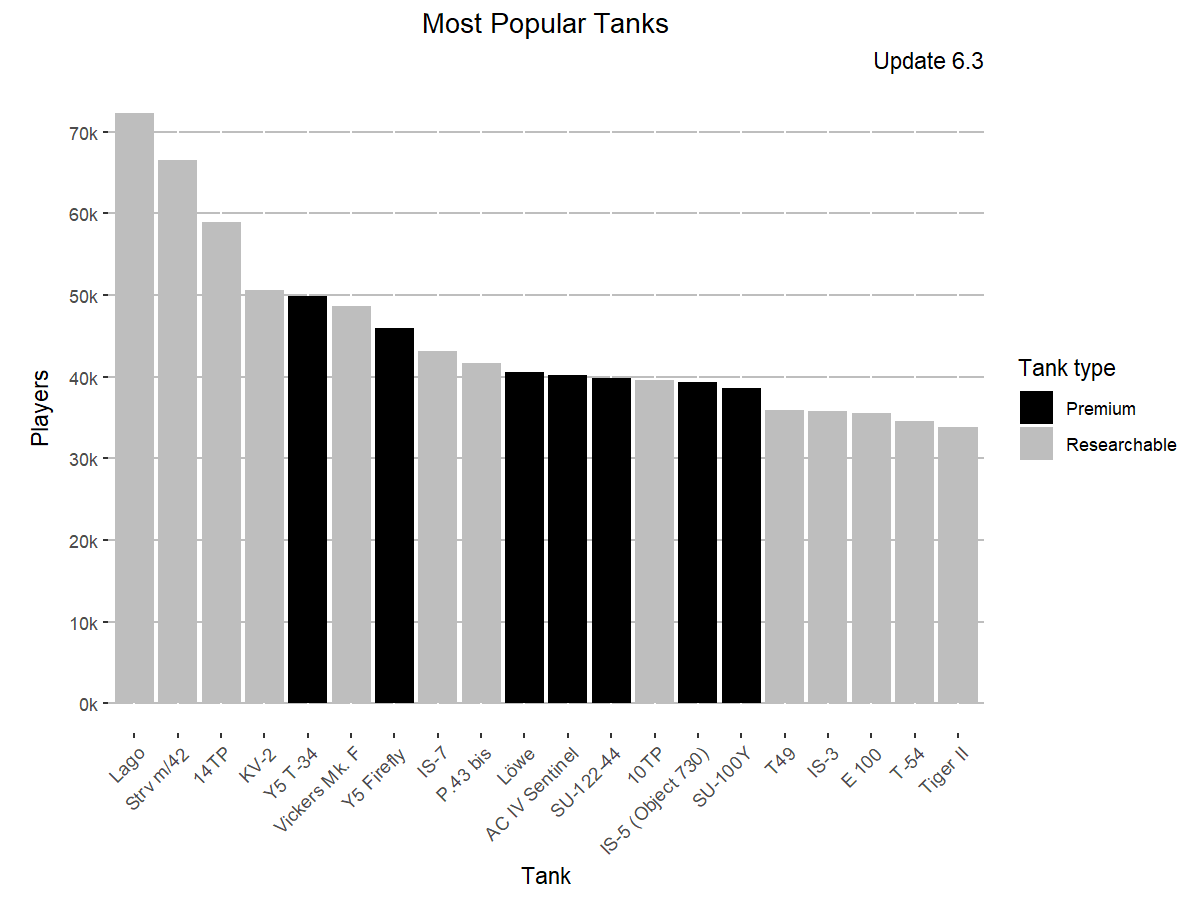 Most Popular Tanks
Update 6.3
Players
70k
60k
50k
40k
30k
20k
10k
0k
Lago
Strv m/42
14TP
KV-2
Y5 T-34
Vickers Mk. F
Y5 Firefly
IS-7
P.43 bis
Löwe
AC IV Sentinel
SU-122-44
10TP
IS-5 (Object 730)
SU-100Y
T49
IS-3
E 100
T-54
Tiger II
Tank
Tank type
Premium
Researchable